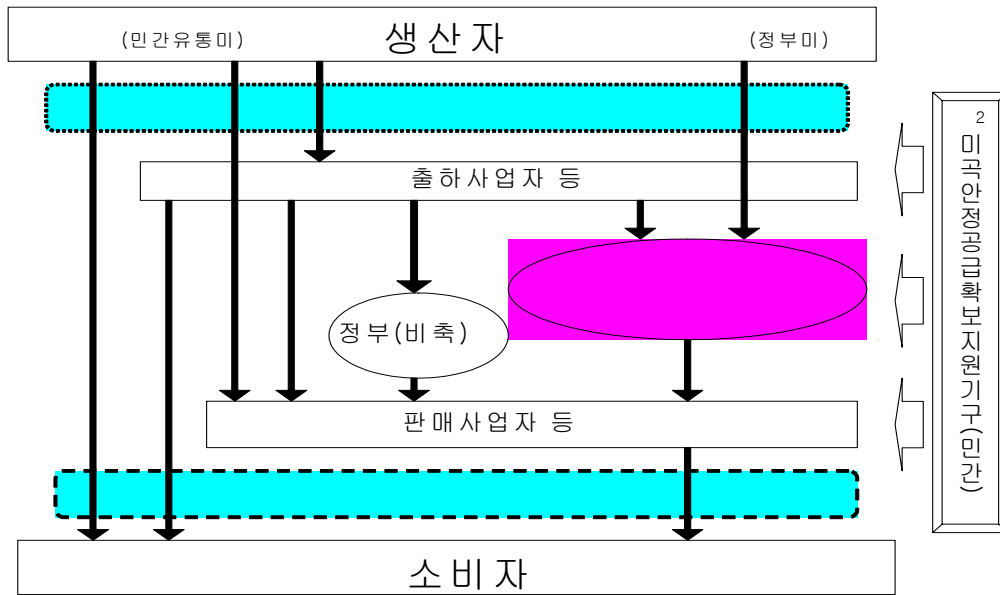 (민간유통미) 생산자 (정부미)
출하사업자 등
정부(비축)
판매사업자 등
소비자
2
미곡안정공급확보지원기구(민간)